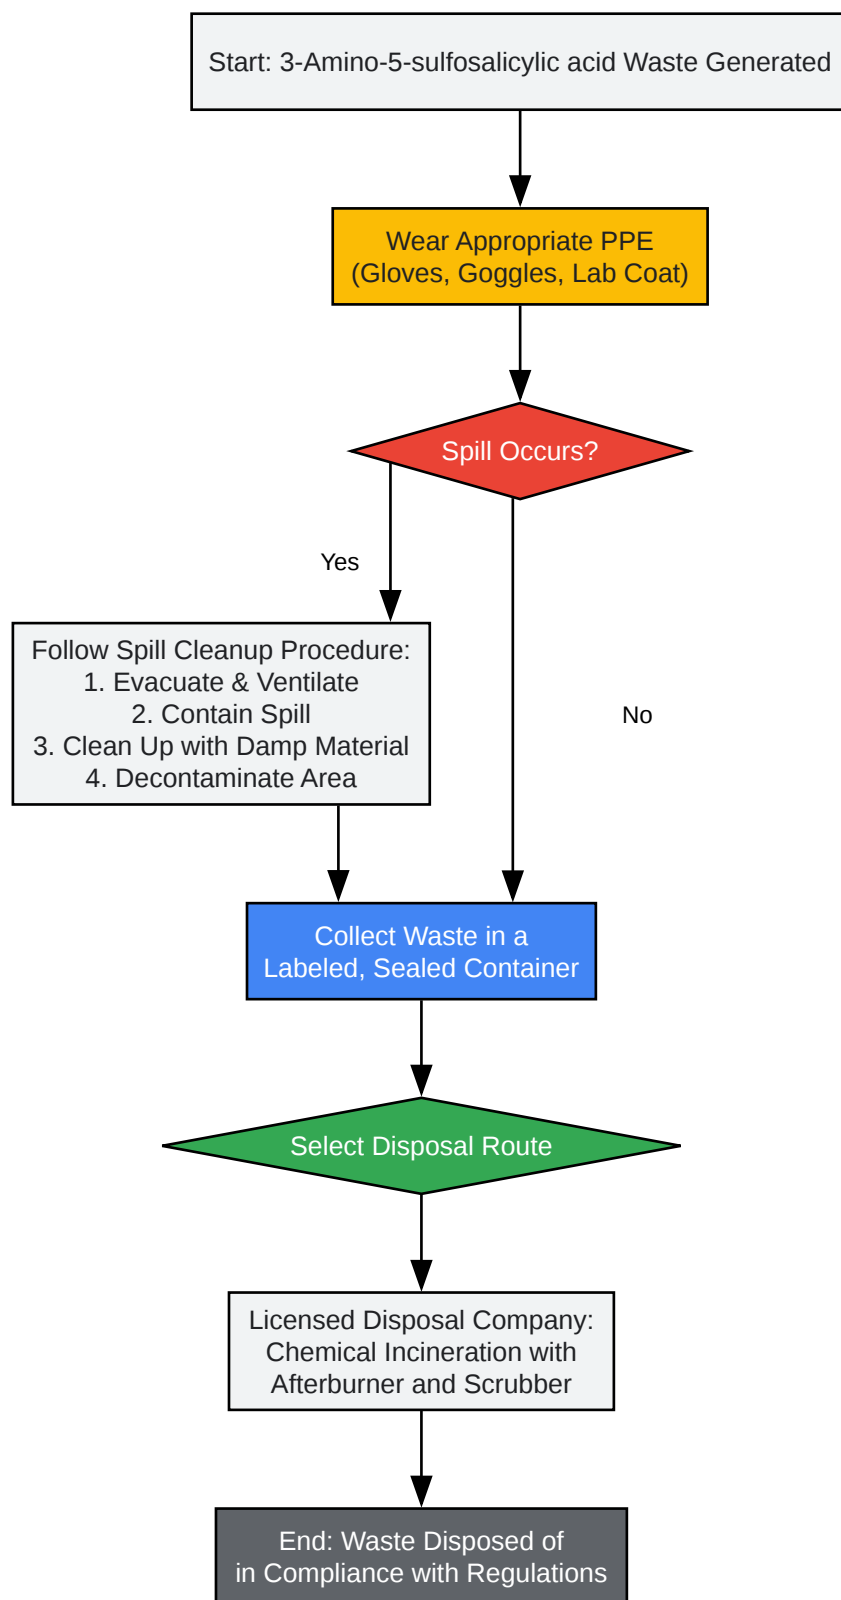 Start: 3-Amino-5-sulfosalicylic acid Waste Generated
Wear Appropriate PPE
(Gloves, Goggles, Lab Coat)
Spill Occurs?
Yes
Follow Spill Cleanup Procedure:
1. Evacuate & Ventilate
2. Contain Spill
3. Clean Up with Damp Material
4. Decontaminate Area
No
Collect Waste in a
Labeled, Sealed Container
Select Disposal Route
Licensed Disposal Company:
Chemical Incineration with
Afterburner and Scrubber
End: Waste Disposed of
in Compliance with Regulations